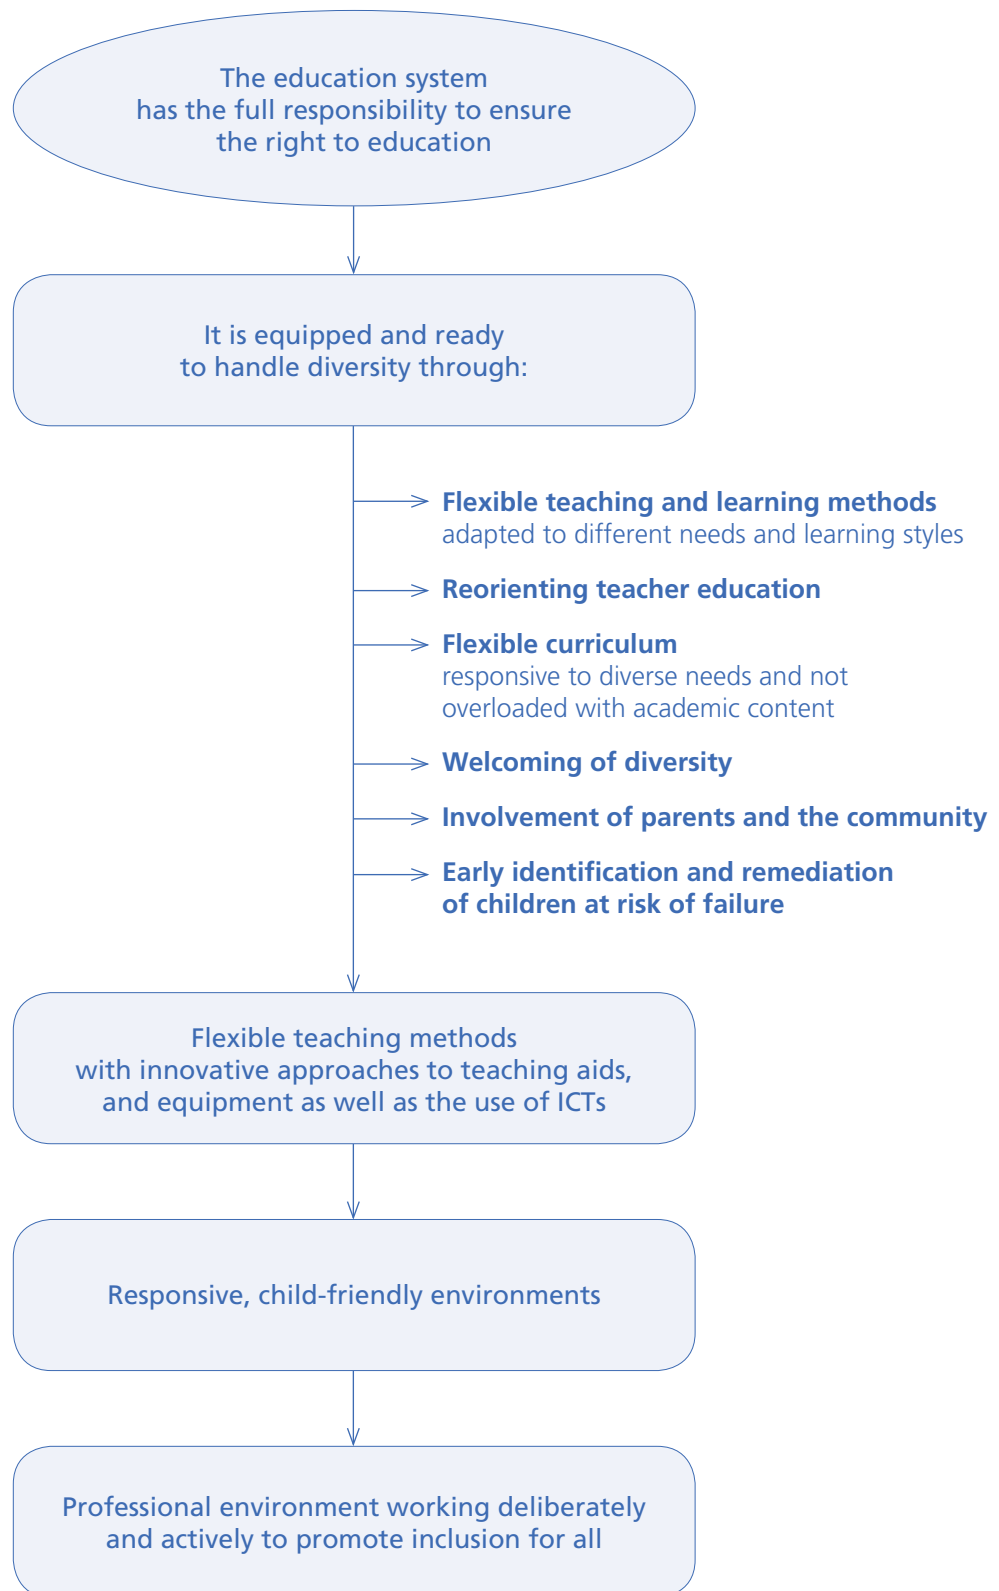 The education system
has the full responsibility to ensure
the right to education
It is equipped and ready
to handle diversity through:
Flexible teaching and learning methods
adapted to different needs and learning styles
Reorienting teacher education
Flexible curriculum
responsive to diverse needs and not
overloaded with academic content
Welcoming of diversity
Involvement of parents and the community
Early identification and remediation
of children at risk of failure
Flexible teaching methods
with innovative approaches to teaching aids,
and equipment as well as the use of ICTs
Responsive, child-friendly environments
Professional environment working deliberately
and actively to promote inclusion for all